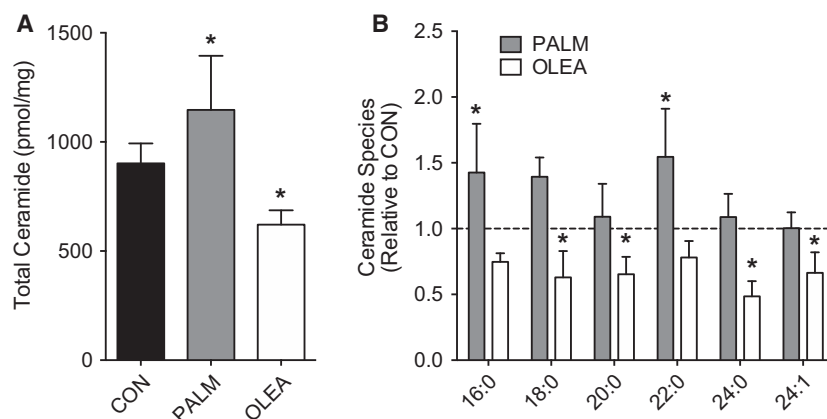 A
Total Ceramide (pmol/mg)
1500
1000
500
0
*
*
CON
PALM
OLEA
B
Ceramide Species
(Relative to CON)
2.5
2.0
1.5
1.0
0.5
0.0
PALM
OLEA
*
*
*
*
*
*
16:0
18:0
20:0
22:0
24:0
24:1